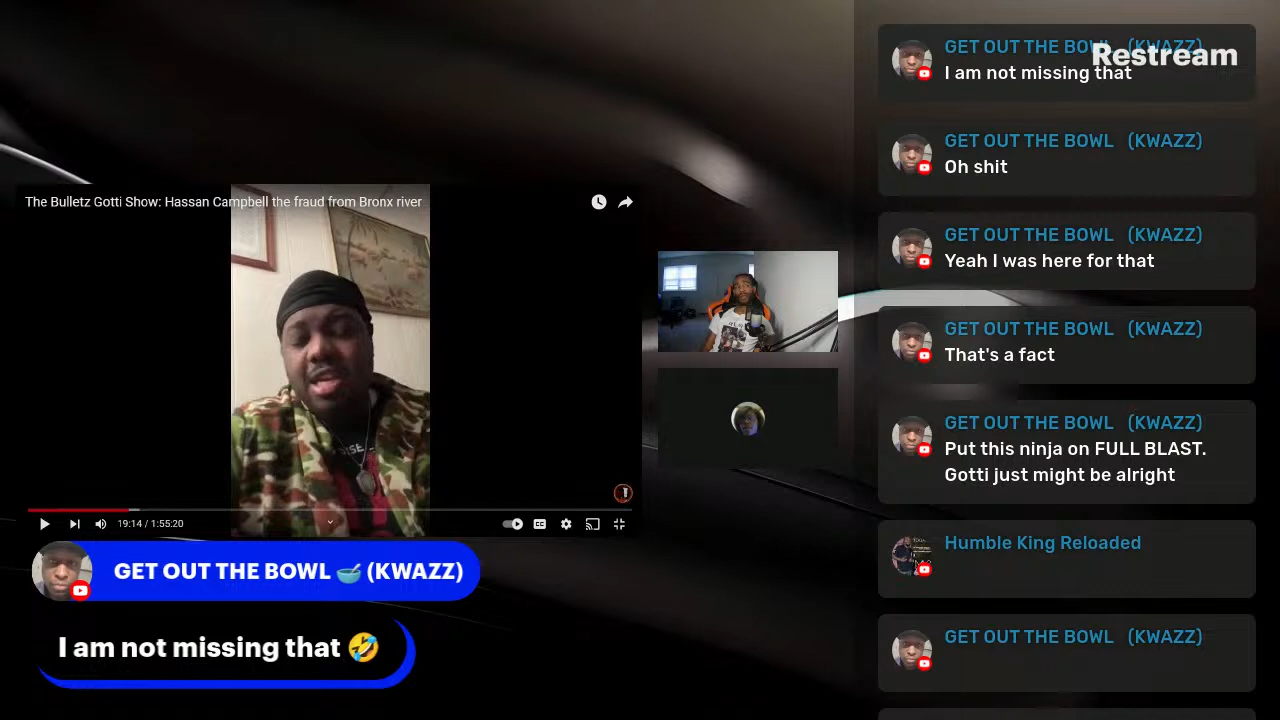 The Bulletz Gotti Show: Hassan Campbell the fraud from Bronx river
19:14 / 1:55:20
CC
GET OUT THE BOWL 🥣 (KWAZZ)
I am not missing that 🤣
Restream
GET OUT THE BOWL (KWAZZ)
I am not missing that
GET OUT THE BOWL (KWAZZ)
Oh shit
GET OUT THE BOWL (KWAZZ)
Yeah I was here for that
GET OUT THE BOWL (KWAZZ)
That's a fact
GET OUT THE BOWL (KWAZZ)
Put this ninja on FULL BLAST.
Gotti just might be alright
Humble King Reloaded
GET OUT THE BOWL (KWAZZ)